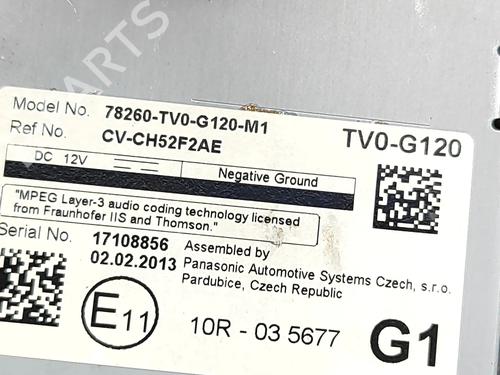 PARTS
Model No. 78260-TV0-G120-M1
Ref No. CV-CH52F2AE
TV0-G120
DC 12V
Negative Ground
"MPEG Layer-3 audio coding technology licensed
from Fraunhofer IIS and Thomson."
Serial No. 17108856
02.02.2013
Assembled by
Panasonic Automotive Systems Czech, s.r.o.
Pardubice, Czech Republic
E11
10R - 03 5677
G1